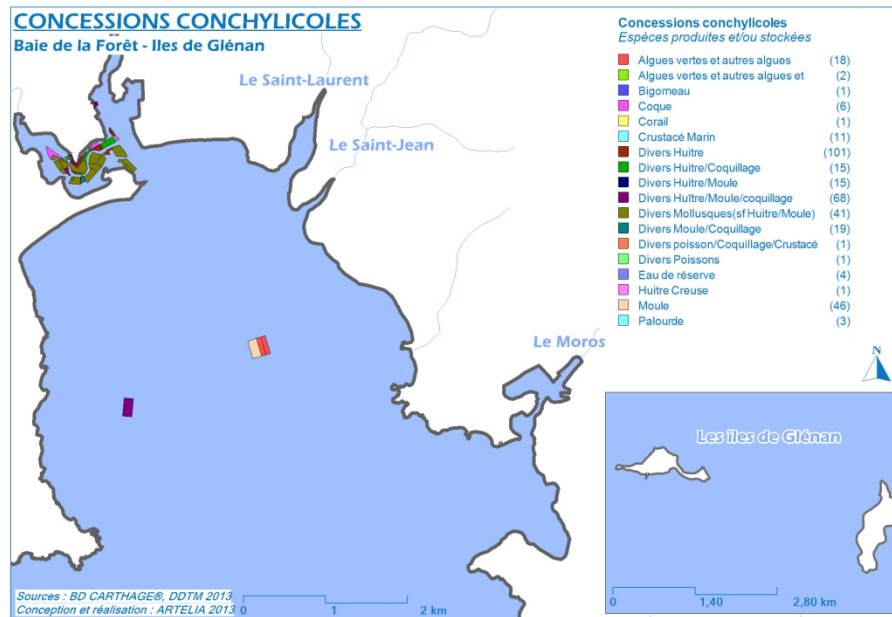 CONCESSIONS CONCHYLICOLES
Baie de la Forêt - Iles de Glénan
Le Saint-Laurent
Le Saint-Jean
Le Moros
Concessions conchylicoles
Espèces produites et/ou stockées
Algues vertes et autres algues (18)
Algues vertes et autres algues et (2)
Bigorneau (1)
Coque (6)
Corail (1)
Crustacé Marin (11)
Divers Huitre (101)
Divers Huitre/Coquillage (15)
Divers Huitre/Moule (15)
Divers Huître/Moule/coquillage (68)
Divers Mollusques(sf Huitre/Moule) (41)
Divers Moule/Coquillage (19)
Divers poisson/Coquillage/Crustacé (1)
Divers Poissons (1)
Eau de réserve (4)
Huitre Creuse (1)
Moule (46)
Palourde (3)
N
Les îles de Glénan
0 1,40 2,80 km
Sources : BD CARTHAGE®, DDTM 2013
Conception et réalisation : ARTELIA 2013
0 1 2 km